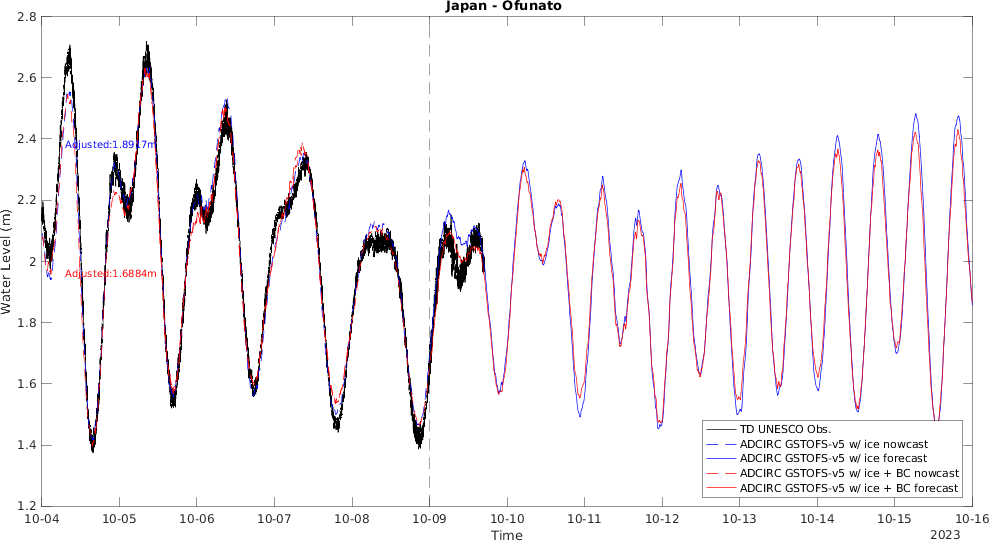 Japan - Ofunato
2.8
2.6
2.4
2.2
2
1.8
1.6
1.4
1.2
Water Level (m)
Adjusted:1.8917m
Adjusted:1.6884m
TD UNESCO Obs.
ADCIRC GSTOFS-v5 w/ ice nowcast
ADCIRC GSTOFS-v5 w/ ice forecast
ADCIRC GSTOFS-v5 w/ ice + BC nowcast
ADCIRC GSTOFS-v5 w/ ice + BC forecast
10-04 10-05 10-06 10-07 10-08 10-09 10-10 10-11 10-12 10-13 10-14 10-15 10-16
Time
2023